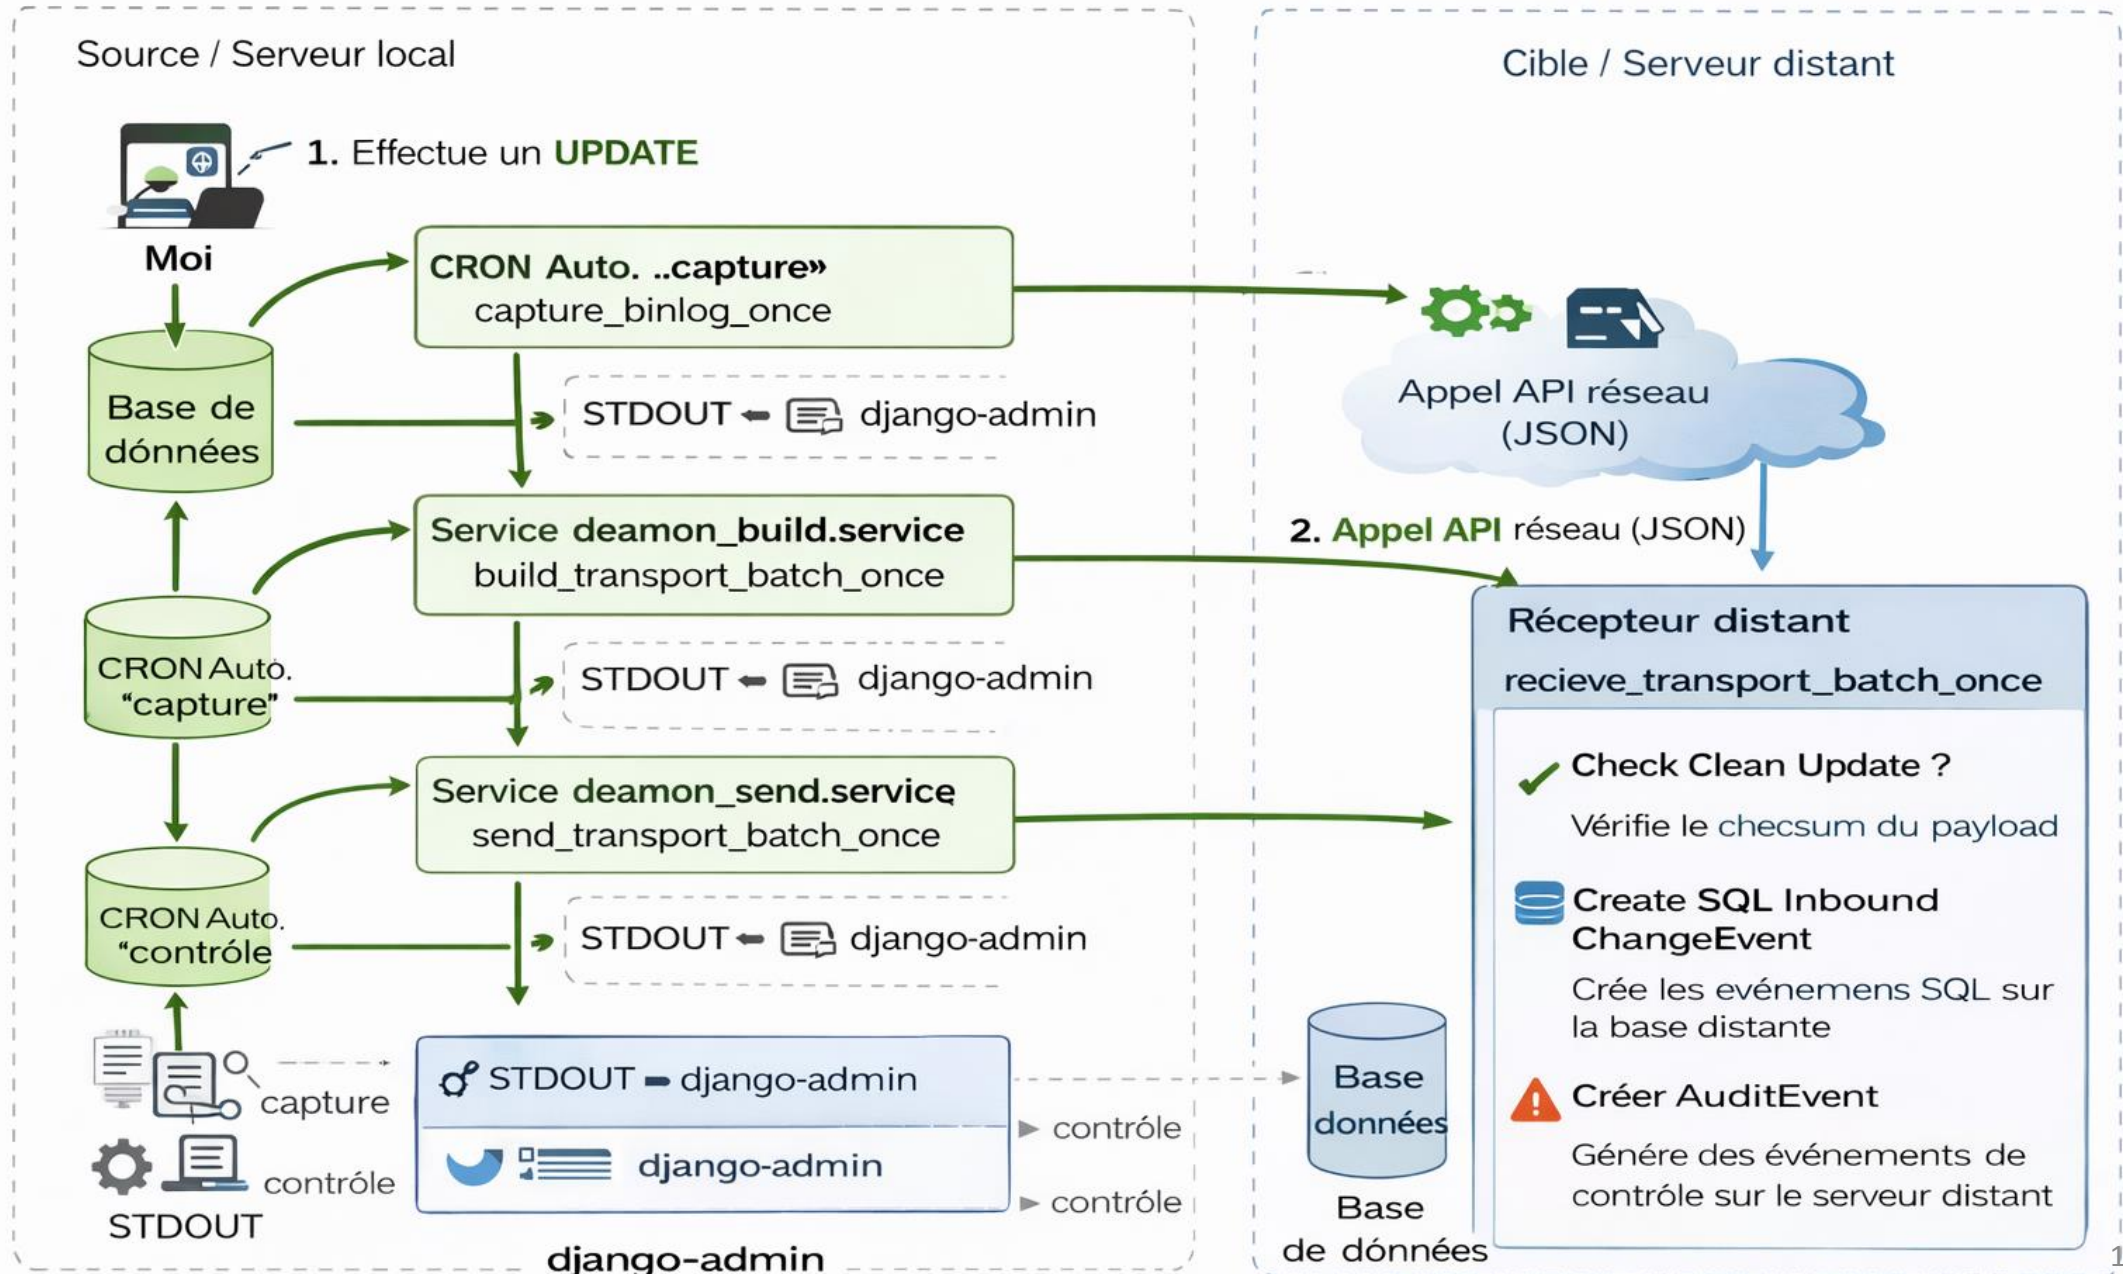 Source / Serveur local
Cible / Serveur distant
1. Effectue un UPDATE
Moi
CRON Auto. ..capture»
capture_binlog_once
Base de
dónnées
STDOUT django-admin
Appel API réseau
(JSON)
Service deamon_build.service
build_transport_batch_once
2. Appel API réseau (JSON)
CRON Auto.
“capture”
STDOUT django-admin
Récepteur distant
recieve_transport_batch_once
Service deamon_send.service
send_transport_batch_once
Check Clean Update ?
Vérifie le checsum du payload
CRON Auto.
“contróle
STDOUT django-admin
Create SQL Inbound
ChangeEvent
Crée les evénemens SQL sur
la base distante
capture
STDOUT django-admin
contróle
django-admin
contróle
contróle
STDOUT
django-admin
Base
données
Base
de dónnées
Créer AuditEvent
Génére des événements de
contróle sur le serveur distant
1